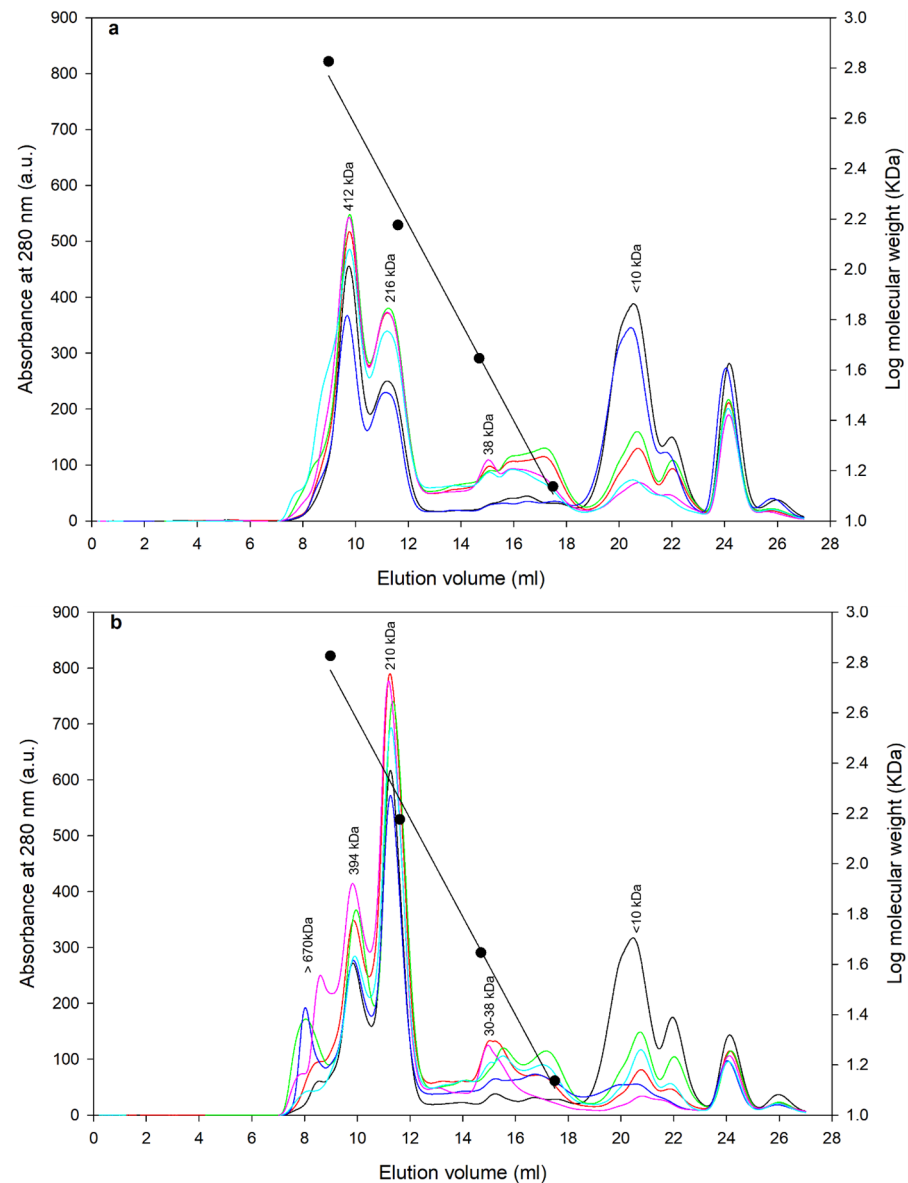 a
900
800
700
600
500
400
300
200
100
0
Absorbance at 280 nm (a.u.)
3.0
2.8
2.6
2.4
2.2
2.0
1.8
1.6
1.4
1.2
1.0
Log molecular weight (KDa)
412 kDa
216 kDa
38 kDa
<10 kDa
0 2 4 6 8 10 12 14 16 18 20 22 24 26 28
Elution volume (ml)
b
900
800
700
600
500
400
300
200
100
0
Absorbance at 280 nm (a.u.)
3.0
2.8
2.6
2.4
2.2
2.0
1.8
1.6
1.4
1.2
1.0
Log molecular weight (KDa)
> 670kDa
394 kDa
210 kDa
30-38 kDa
<10 kDa
0 2 4 6 8 10 12 14 16 18 20 22 24 26 28
Elution volume (ml)